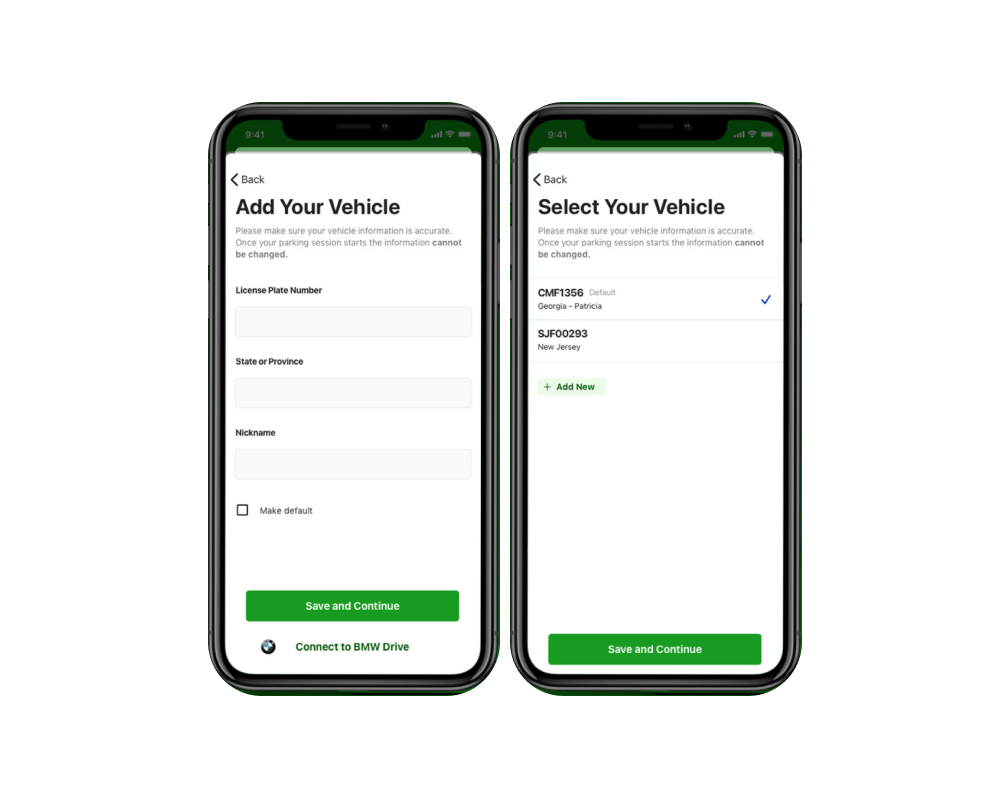 9:41
Back
Add Your Vehicle
Please make sure your vehicle information is accurate.
Once your parking session starts the information cannot
be changed.
License Plate Number
State or Province
Nickname
Make default
Save and Continue
Connect to BMW Drive
9:41
Back
Select Your Vehicle
Please make sure your vehicle information is accurate.
Once your parking session starts the information cannot
be changed.
CMF1356 Default
Georgia - Patricia
SJF00293
New Jersey
+ Add New
Save and Continue